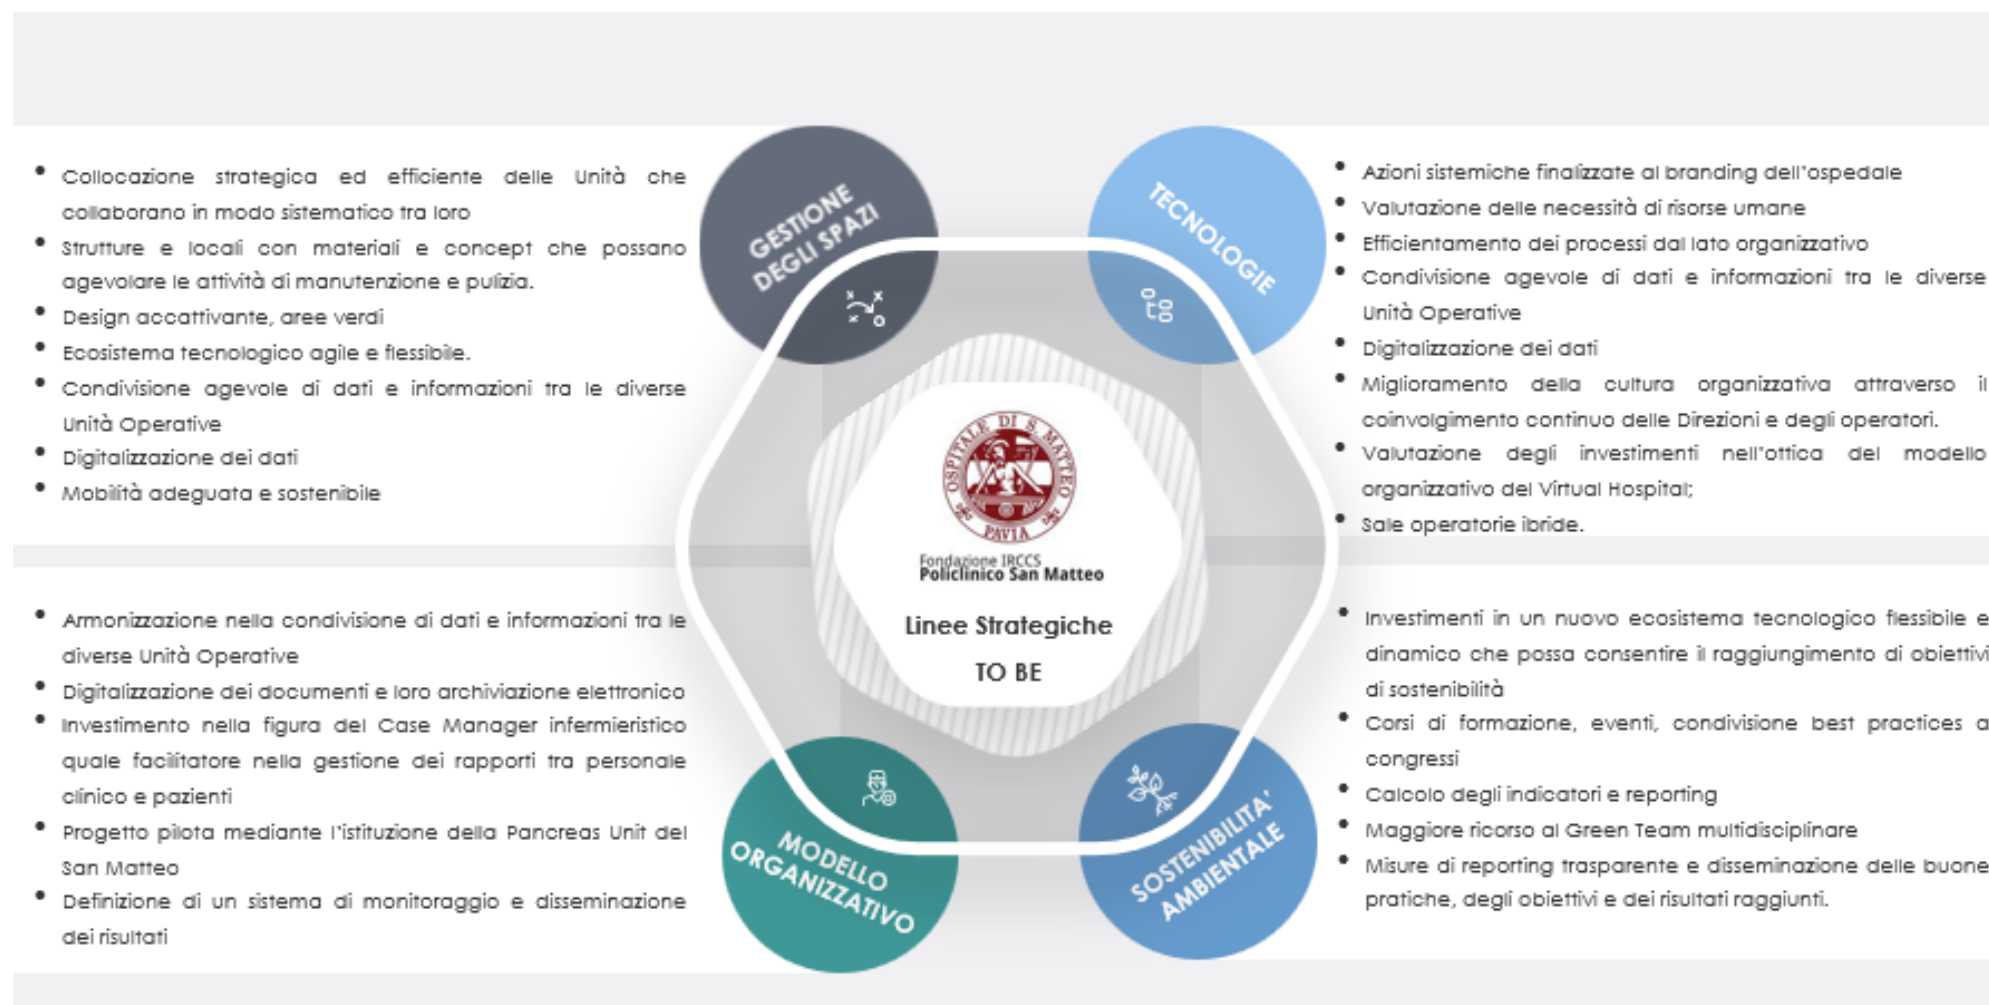 • Collocazione strategica ed efficiente delle Unità che
collaborano in modo sistematico tra loro
• Strutture e locali con materiali e concept che possano
agevolare le attività di manutenzione e pulizia.
• Design accattivante, aree verdi
• Ecosistema tecnologico agile e flessibile.
• Condivisione agevole di dati e informazioni tra le diverse
Unità Operative
• Digitalizzazione dei dati
• Mobilità adeguata e sostenibile
GESTIONE
DEGLI SPAZI
TECNOLOGIE
• Azioni sistemiche finalizzate al branding dell'ospedale
• Valutazione delle necessità di risorse umane
• Efficientamento dei processi dal lato organizzativo
• Condivisione agevole di dati e informazioni tra le diverse
Unità Operative
• Digitalizzazione dei dati
• Miglioramento della cultura organizzativa attraverso il
coinvolgimento continuo delle Direzioni e degli operatori.
• Valutazione degli investimenti nell'ottica del modello
organizzativo del Virtual Hospital;
• Sale operatorie ibride.
OSPITALE DI S. MATTEO
PAVIA
Fondazione IRCCS
Policlinico San Matteo
Linee Strategiche
TO BE
• Armonizzazione nella condivisione di dati e informazioni tra le
diverse Unità Operative
• Digitalizzazione dei documenti e loro archiviazione elettronico
• Investimento nella figura del Case Manager infermieristico
quale facilitatore nella gestione dei rapporti tra personale
clinico e pazienti
• Progetto pilota mediante l'istituzione della Pancreas Unit del
San Matteo
• Definizione di un sistema di monitoraggio e disseminazione
dei risultati
MODELLO
ORGANIZZATIVO
SOSTENIBILITA'
AMBIENTALE
• Investimenti in un nuovo ecosistema tecnologico flessibile e
dinamico che possa consentire il raggiungimento di obiettivi
di sostenibilità
• Corsi di formazione, eventi, condivisione best practices a
congressi
• Calcolo degli indicatori e reporting
• Maggiore ricorso al Green Team multidisciplinare
• Misure di reporting trasparente e disseminazione delle buone
pratiche, degli obiettivi e dei risultati raggiunti.